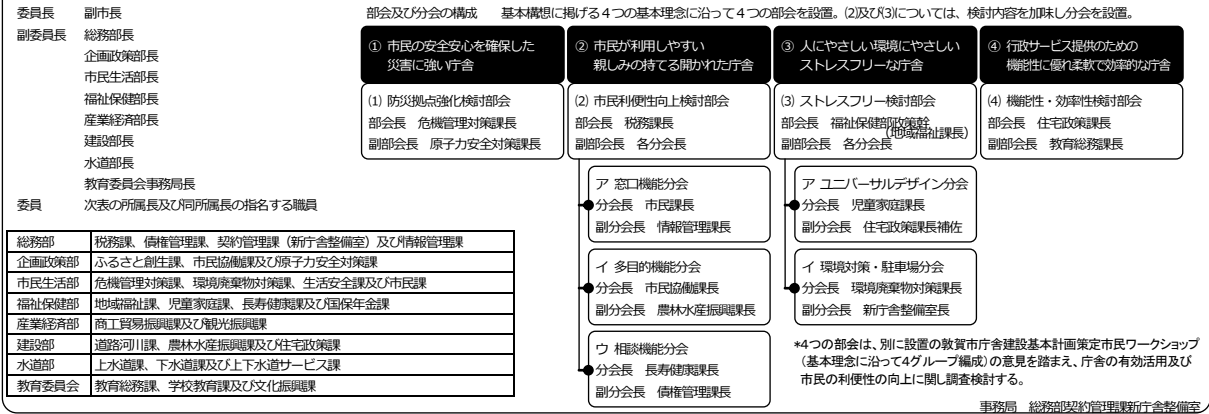 委員長　副市長
副委員長　総務部長
企画政策部長
市民生活部長
福祉保健部長
産業経済部長
建設部長
水道部長
教育委員会事務局長
委員　次表の所属長及び同所属長の指名する職員
総務部　税務課、債権管理課、契約管理課（新庁舎整備室）及び情報管理課
企画政策部　ふるさと創生課、市民協働課及び原子力安全対策課
市民生活部　危機管理対策課、環境廃棄物対策課、生活安全課及び市民課
福祉保健部　地域福祉課、児童家庭課、長寿健康課及び国保年金課
産業経済部　商工貿易振興課及び観光振興課
建設部　道路河川課、農林水産振興課及び住宅政策課
水道部　上水道課、下水道課及び上下水道サービス課
教育委員会　教育総務課、学校教育課及び文化振興課
部会及び分会の構成　基本構想に掲げる４つの基本理念に沿って４つの部会を設置。(2)及び(3)については、検討内容を加味し分会を設置。
① 市民の安全安心を確保した
災害に強い庁舎
(1) 防災拠点強化検討部会
部会長　危機管理対策課長
副部会長　原子力安全対策課長
② 市民が利用しやすい
親しみの持てる開かれた庁舎
(2) 市民利便性向上検討部会
部会長　税務課長
副部会長　各分会長
ア 窓口機能分会
分会長　市民課長
副分会長　情報管理課長
イ 多目的機能分会
分会長　市民協働課長
副分会長　農林水産振興課長
ウ 相談機能分会
分会長　長寿健康課長
副分会長　債権管理課長
③ 人にやさしい環境にやさしい
ストレスフリーな庁舎
(3) ストレスフリー検討部会
部会長　福祉保健部政策幹
(地域福祉課長)
副部会長　各分会長
ア ユニバーサルデザイン分会
分会長　児童家庭課長
副分会長　住宅政策課長補佐
イ 環境対策・駐車場分会
分会長　環境廃棄物対策課長
副分会長　新庁舎整備室長
④ 行政サービス提供のための
機能性に優れ柔軟で効率的な庁舎
(4) 機能性・効率性検討部会
部会長　住宅政策課長
副部会長　教育総務課長
*4つの部会は、別に設置の敦賀市庁舎建設基本計画策定市民ワークショップ
（基本理念に沿って4グループ編成）の意見を踏まえ、庁舎の有効活用及び
市民の利便性の向上に関し調査検討する。
事務局　総務部契約管理課新庁舎整備室